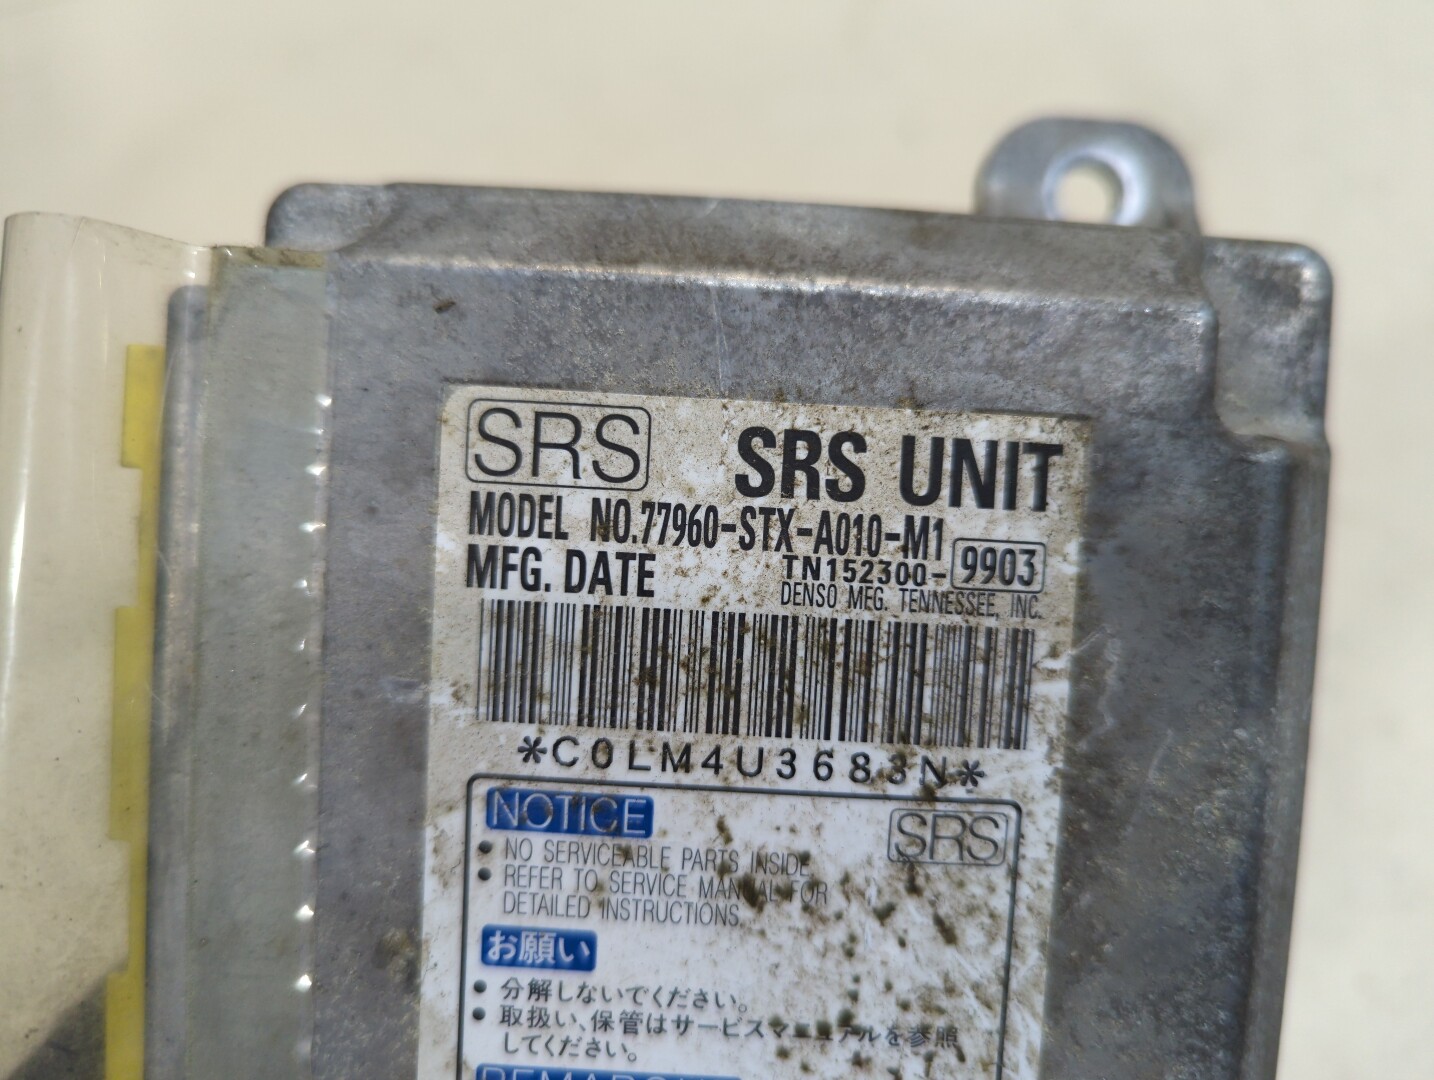 SRS SRS UNIT
MODEL NO.77960-STX-A010-M1
MFG. DATE TN152300-9903
DENSO MFG. TENNESSEE, INC.
*C0LM4U3683N*
NOTICE SRS
• NO SERVICEABLE PARTS INSIDE
• REFER TO SERVICE MANUAL FOR
DETAILED INSTRUCTIONS.
お願い
• 分解しないでください。
• 取扱い、保管はサービスマニュアルを参照
してください。